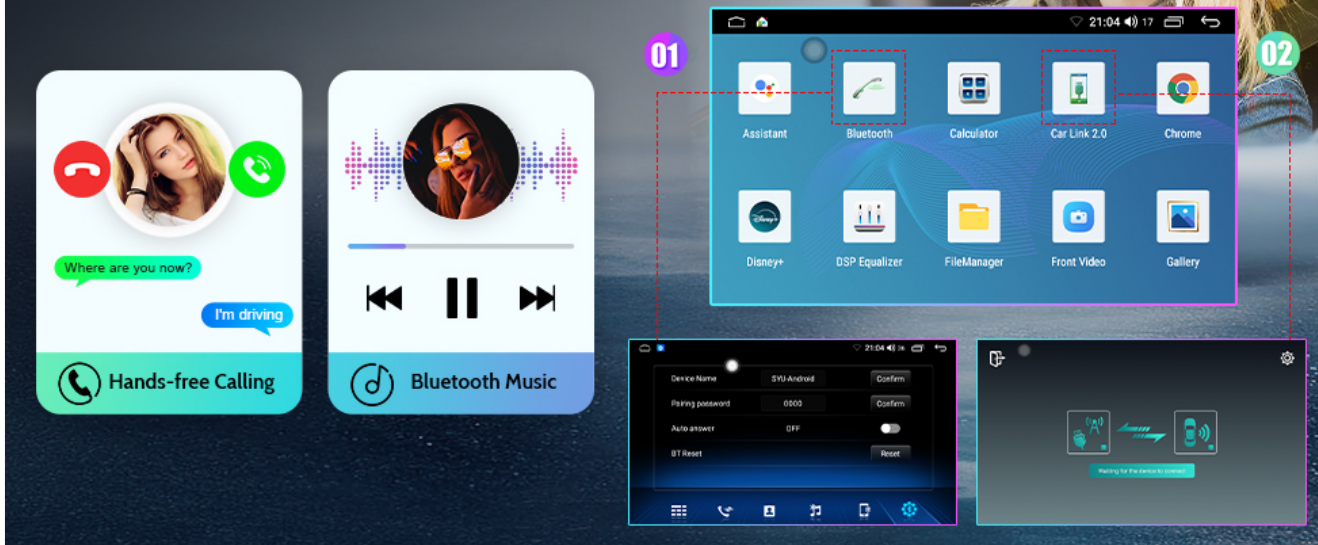 Where are you now?
I'm driving
Hands-free Calling
Bluetooth Music
01
02
21:04 17
Assistant
Bluetooth
Calculator
Car Link 2.0
Chrome
Disney+
Disney+
DSP Equalizer
FileManager
Front Video
Gallery
21:04
Device Name SYU-Android Confirm
Pairing password 0000 Confirm
Auto answer OFF
BT Reset Reset
Waiting for the device to connect